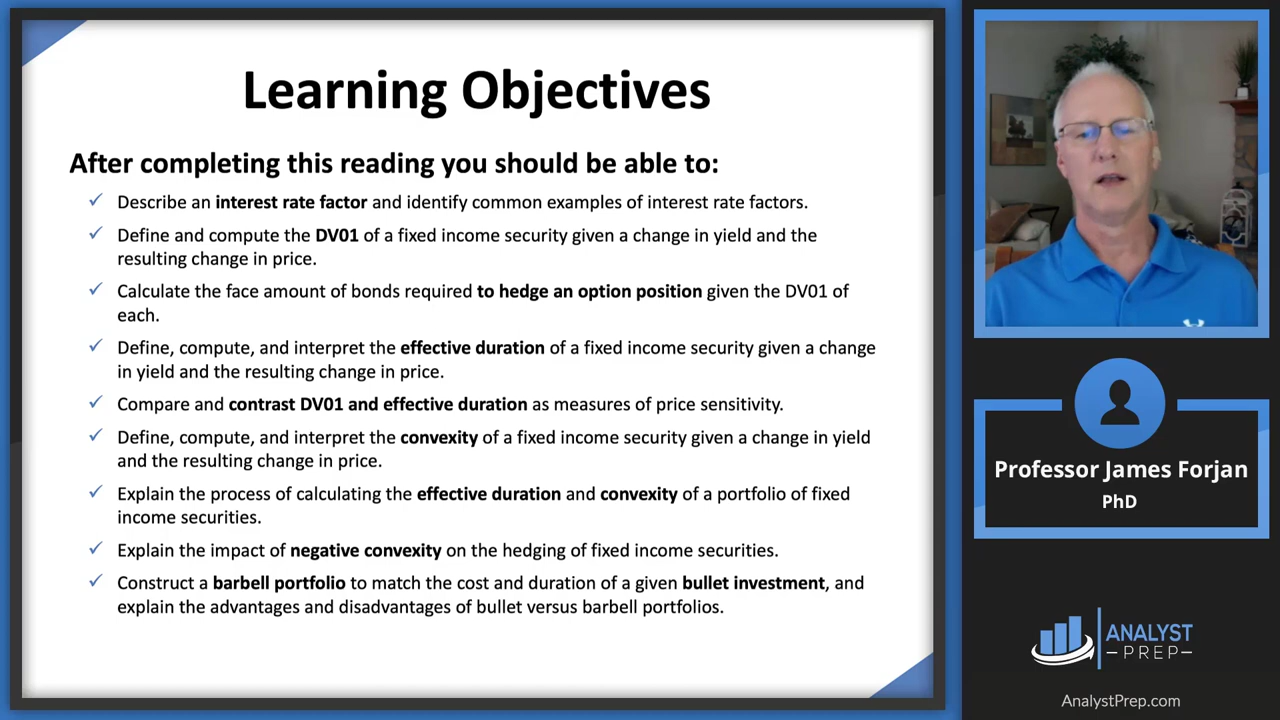 Learning Objectives
After completing this reading you should be able to:
✓ Describe an interest rate factor and identify common examples of interest rate factors.
✓ Define and compute the DV01 of a fixed income security given a change in yield and the
resulting change in price.
✓ Calculate the face amount of bonds required to hedge an option position given the DV01 of
each.
✓ Define, compute, and interpret the effective duration of a fixed income security given a change
in yield and the resulting change in price.
✓ Compare and contrast DV01 and effective duration as measures of price sensitivity.
✓ Define, compute, and interpret the convexity of a fixed income security given a change in yield
and the resulting change in price.
✓ Explain the process of calculating the effective duration and convexity of a portfolio of fixed
income securities.
✓ Explain the impact of negative convexity on the hedging of fixed income securities.
✓ Construct a barbell portfolio to match the cost and duration of a given bullet investment, and
explain the advantages and disadvantages of bullet versus barbell portfolios.
Professor James Forjan
PhD
ANALYST
PREP
AnalystPrep.com